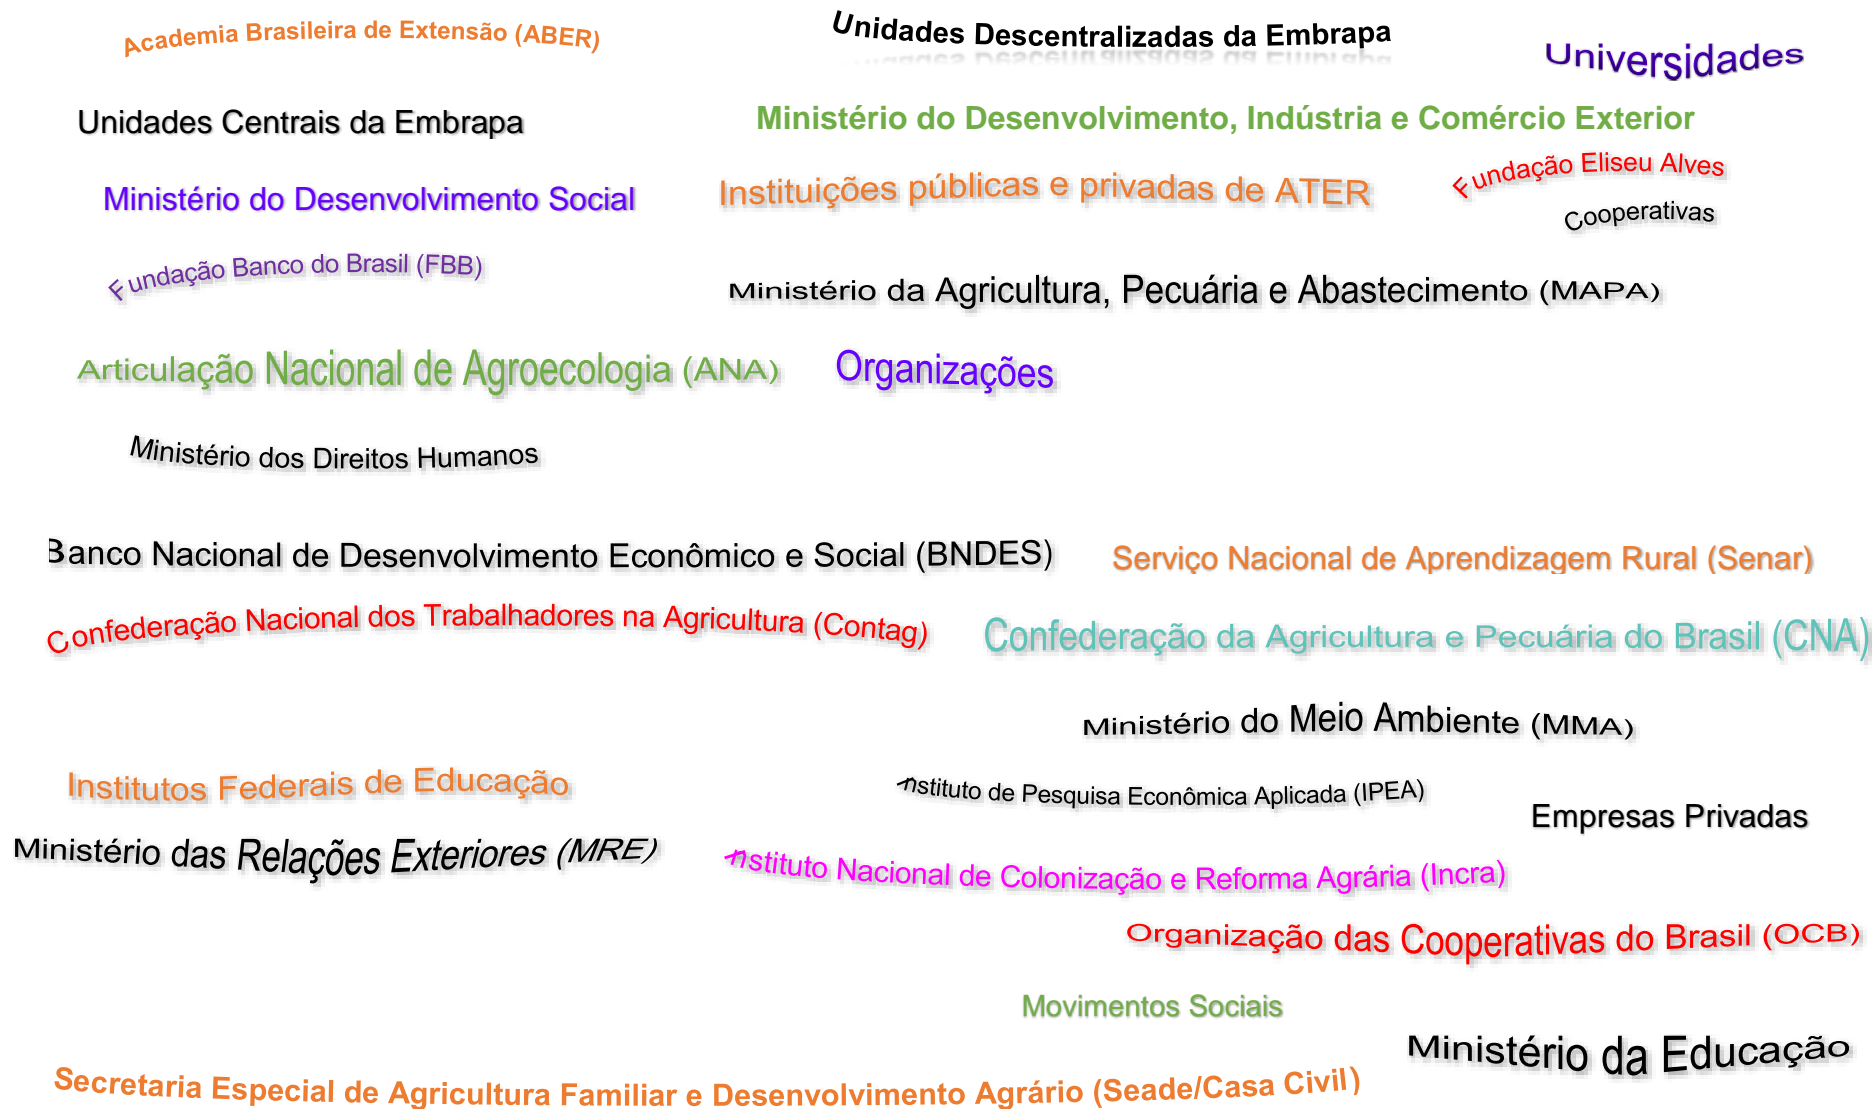 Academia Brasileira de Extensão (ABER)
Unidades Descentralizadas da Embrapa
Universidades
Unidades Centrais da Embrapa
Ministério do Desenvolvimento, Indústria e Comércio Exterior
Fundação Eliseu Alves
Ministério do Desenvolvimento Social
Instituições públicas e privadas de ATER
Cooperativas
Fundação Banco do Brasil (FBB)
Ministério da Agricultura, Pecuária e Abastecimento (MAPA)
Articulação Nacional de Agroecologia (ANA)
Organizações
Ministério dos Direitos Humanos
Banco Nacional de Desenvolvimento Econômico e Social (BNDES)
Serviço Nacional de Aprendizagem Rural (Senar)
Confederação Nacional dos Trabalhadores na Agricultura (Contag)
Confederação da Agricultura e Pecuária do Brasil (CNA)
Ministério do Meio Ambiente (MMA)
Institutos Federais de Educação
Instituto de Pesquisa Econômica Aplicada (IPEA)
Empresas Privadas
Ministério das Relações Exteriores (MRE)
Instituto Nacional de Colonização e Reforma Agrária (Incra)
Organização das Cooperativas do Brasil (OCB)
Movimentos Sociais
Ministério da Educação
Secretaria Especial de Agricultura Familiar e Desenvolvimento Agrário (Seade/Casa Civil)